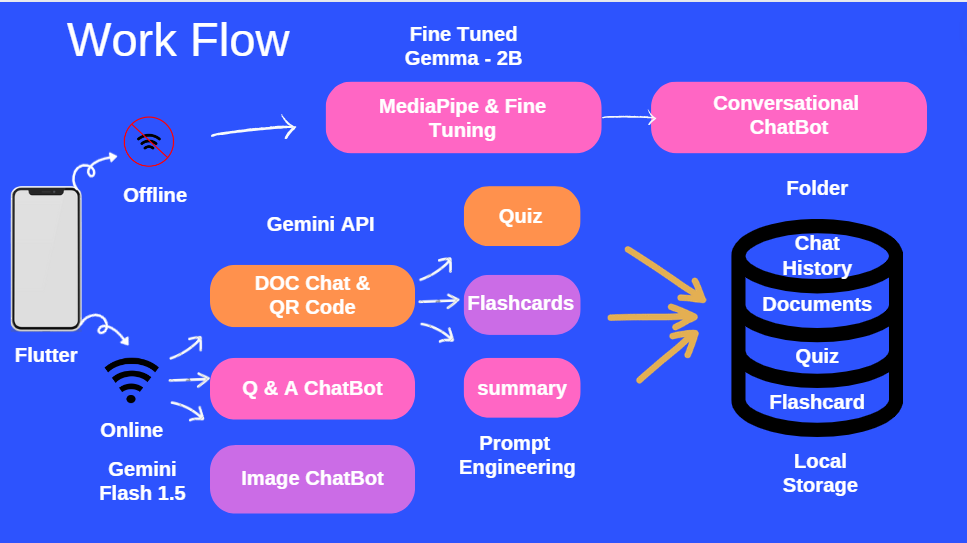 Work Flow
Fine Tuned
Gemma - 2B
MediaPipe & Fine
Tuning
Conversational
ChatBot
Offline
Flutter
Online
Gemini
Flash 1.5
Gemini API
DOC Chat &
QR Code
Q & A ChatBot
Image ChatBot
Quiz
Flashcards
summary
Prompt
Engineering
Folder
Chat
History
Documents
Quiz
Flashcard
Local
Storage